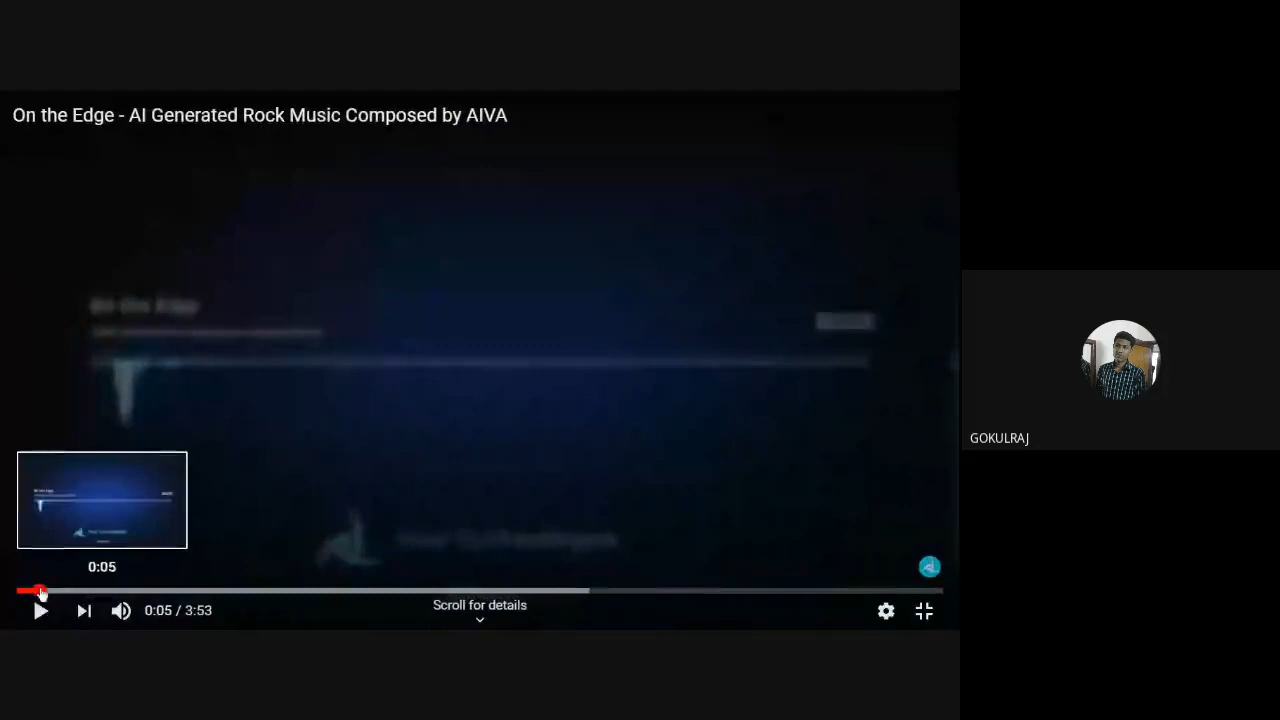 On the Edge - AI Generated Rock Music Composed by AIVA
0:05
0:05 / 3:53
Scroll for details
GOKULRAJ